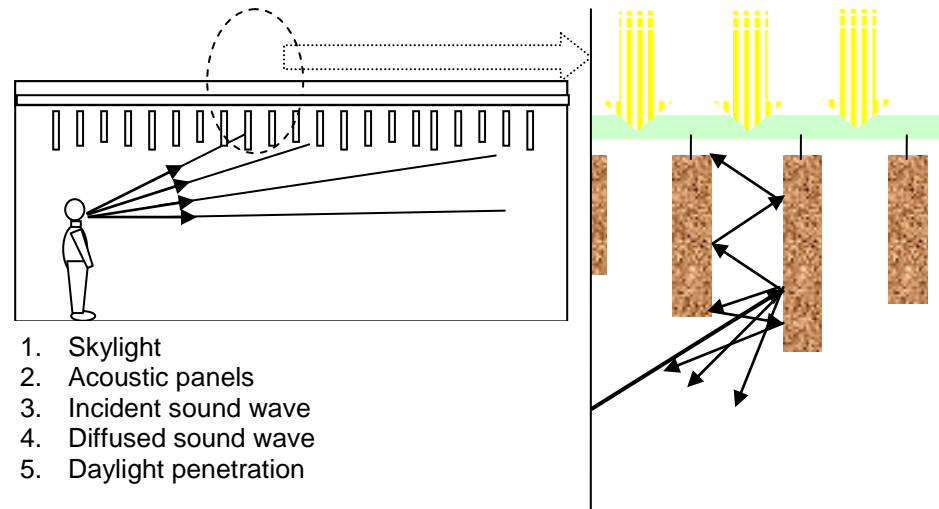 1. Skylight
2. Acoustic panels
3. Incident sound wave
4. Diffused sound wave
5. Daylight penetration